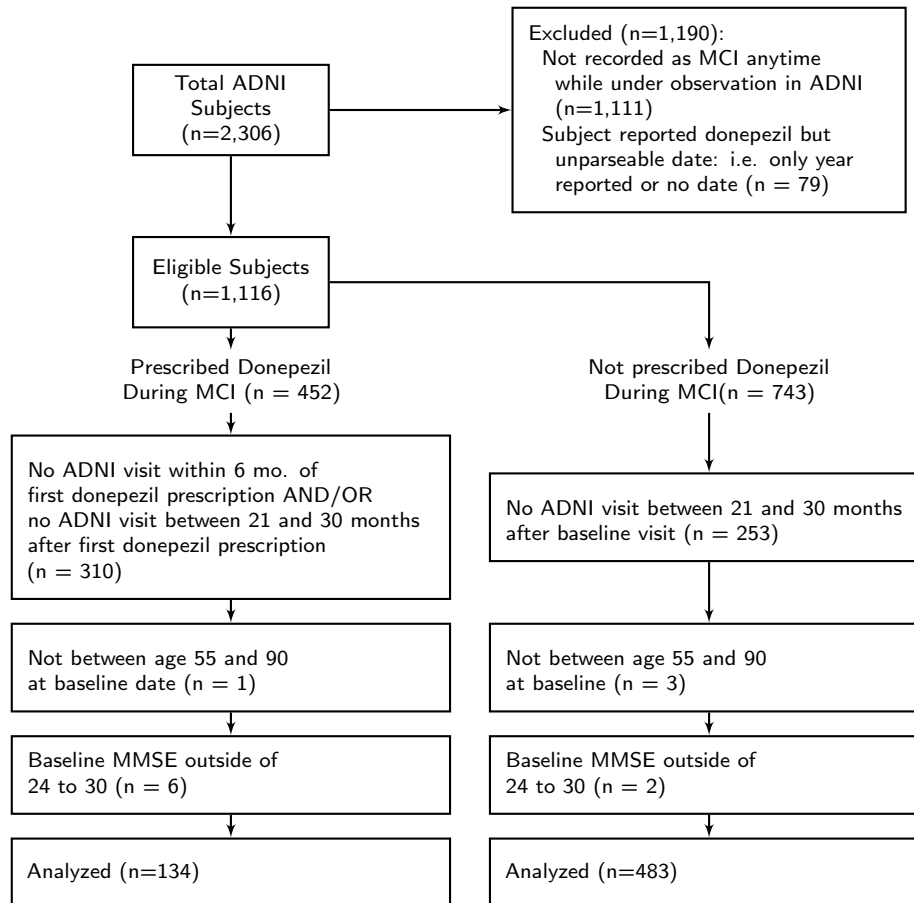 Total ADNI
Subjects
(n=2,306)
Excluded (n=1,190):
Not recorded as MCI anytime
while under observation in ADNI
(n=1,111)
Subject reported donepezil but
unparseable date: i.e. only year
reported or no date (n = 79)
Eligible Subjects
(n=1,116)
Prescribed Donepezil
During MCI (n = 452)
Not prescribed Donepezil
During MCI(n = 743)
No ADNI visit within 6 mo. of
first donepezil prescription AND/OR
no ADNI visit between 21 and 30 months
after first donepezil prescription
(n = 310)
No ADNI visit between 21 and 30 months
after baseline visit (n = 253)
Not between age 55 and 90
at baseline date (n = 1)
Not between age 55 and 90
at baseline (n = 3)
Baseline MMSE outside of
24 to 30 (n = 6)
Baseline MMSE outside of
24 to 30 (n = 2)
Analyzed (n=134)
Analyzed (n=483)